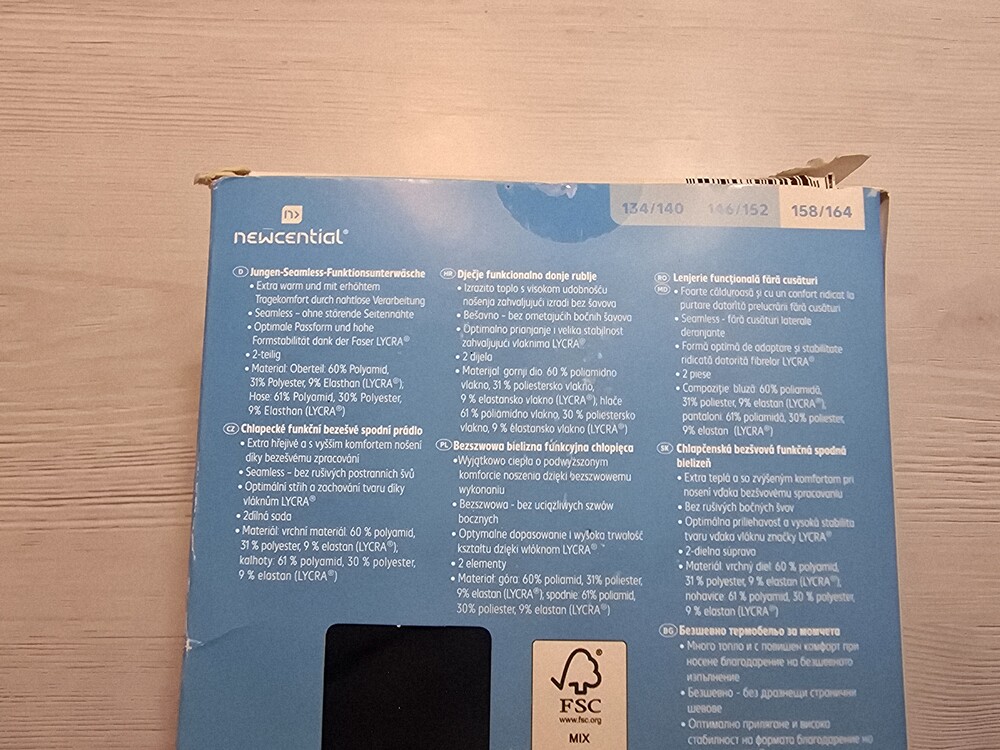 134/140 146/152 158/164
newcential®
D Jungen-Seamless-Funktionsunterwäsche
• Extra warm und mit erhöhtem
Tragekomfort durch nahtlose Verarbeitung
• Seamless – ohne störende Seitennähte
• Optimale Passform und hohe
Formstabilität dank der Faser LYCRA®
• 2-teilig
• Material: Oberteil: 60% Polyamid,
31% Polyester, 9% Elasthan (LYCRA®),
Hose: 61% Polyamid, 30% Polyester,
9% Elasthan (LYCRA®)
CZ Chlapecké funkční bezešvé spodní prádlo
• Extra hřejivé a s vyšším komfortem nošení
díky bezešvému zpracování
• Seamless – bez rušivých postranních švů
• Optimální střih a zachování tvaru díky
vláknům LYCRA®
• 2dílná sada
• Materiál: vrchní materiál: 60 % polyamid,
31 % polyester, 9 % elastan (LYCRA®),
kalhoty: 61 % polyamid, 30 % polyester,
9 % elastan (LYCRA®)
HR Dječje funkcionalno donje rublje
• Izrazito toplo s visokom udobnošću
nošenja zahvaljujući izradi bez šavova
• Bešavno - bez ometajućih bočnih šavova
• Optimalno prianjanje i velika stabilnost
zahvaljujući vlaknima LYCRA®
• 2 dijela
• Materijal: gornji dio: 60 % poliamidno
vlakno, 31 % poliestersko vlakno,
9 % elastansko vlakno (LYCRA®), hlače:
61 % poliamidno vlakno, 30 % poliestersko
vlakno, 9 % elastansko vlakno (LYCRA®)
PL Bezszwowa bielizna funkcyjna chłopięca
• Wyjątkowo ciepła o podwyższonym
komforcie noszenia dzięki bezszwowemu
wykonaniu
• Bezszwowa - bez uciążliwych szwów
bocznych
• Optymalne dopasowanie i wysoka trwałość
kształtu dzięki włóknom LYCRA®
• 2 elementy
• Materiał: góra: 60% poliamid, 31% poliester,
9% elastan (LYCRA®), spodnie: 61% poliamid,
30% poliester, 9% elastan (LYCRA®)
RO MD Lenjerie funcțională fără cusături
• Foarte călduroasă și cu un confort ridicat la
purtare datorită prelucrării fără cusături
• Seamless - fără cusături laterale
deranjante
• Formă optimă de adaptare și stabilitate
ridicată datorită fibrelor LYCRA®
• 2 piese
• Compoziție: bluză: 60% poliamidă,
31% poliester, 9% elastan (LYCRA®),
pantaloni: 61% poliamidă, 30% poliester,
9% elastan (LYCRA®)
SK Chlapčenská bezšvová funkčná spodná
bielizeň
• Extra teplá a so zvýšeným komfortom pri
nosení vďaka bezšvovému spracovaniu
• Bez rušivých bočných švov
• Optimálna priliehavosť a vysoká stabilita
tvaru vďaka vláknu značky LYCRA®
• 2-dielna súprava
• Materiál: vrchný diel: 60 % polyamid,
31 % polyester, 9 % elastan (LYCRA®),
nohavice: 61 % polyamid, 30 % polyester,
9 % elastan (LYCRA®)
BG Безшевно термобельо за момчета
• Много топло и с повишен комфорт при
носене благодарение на безшевното
изпълнение
• Безшевно - без дразнещи странични
шевове
• Оптимално прилягане и висока
стабилност на формата благодарение на
FSC
www.fsc.org
MIX